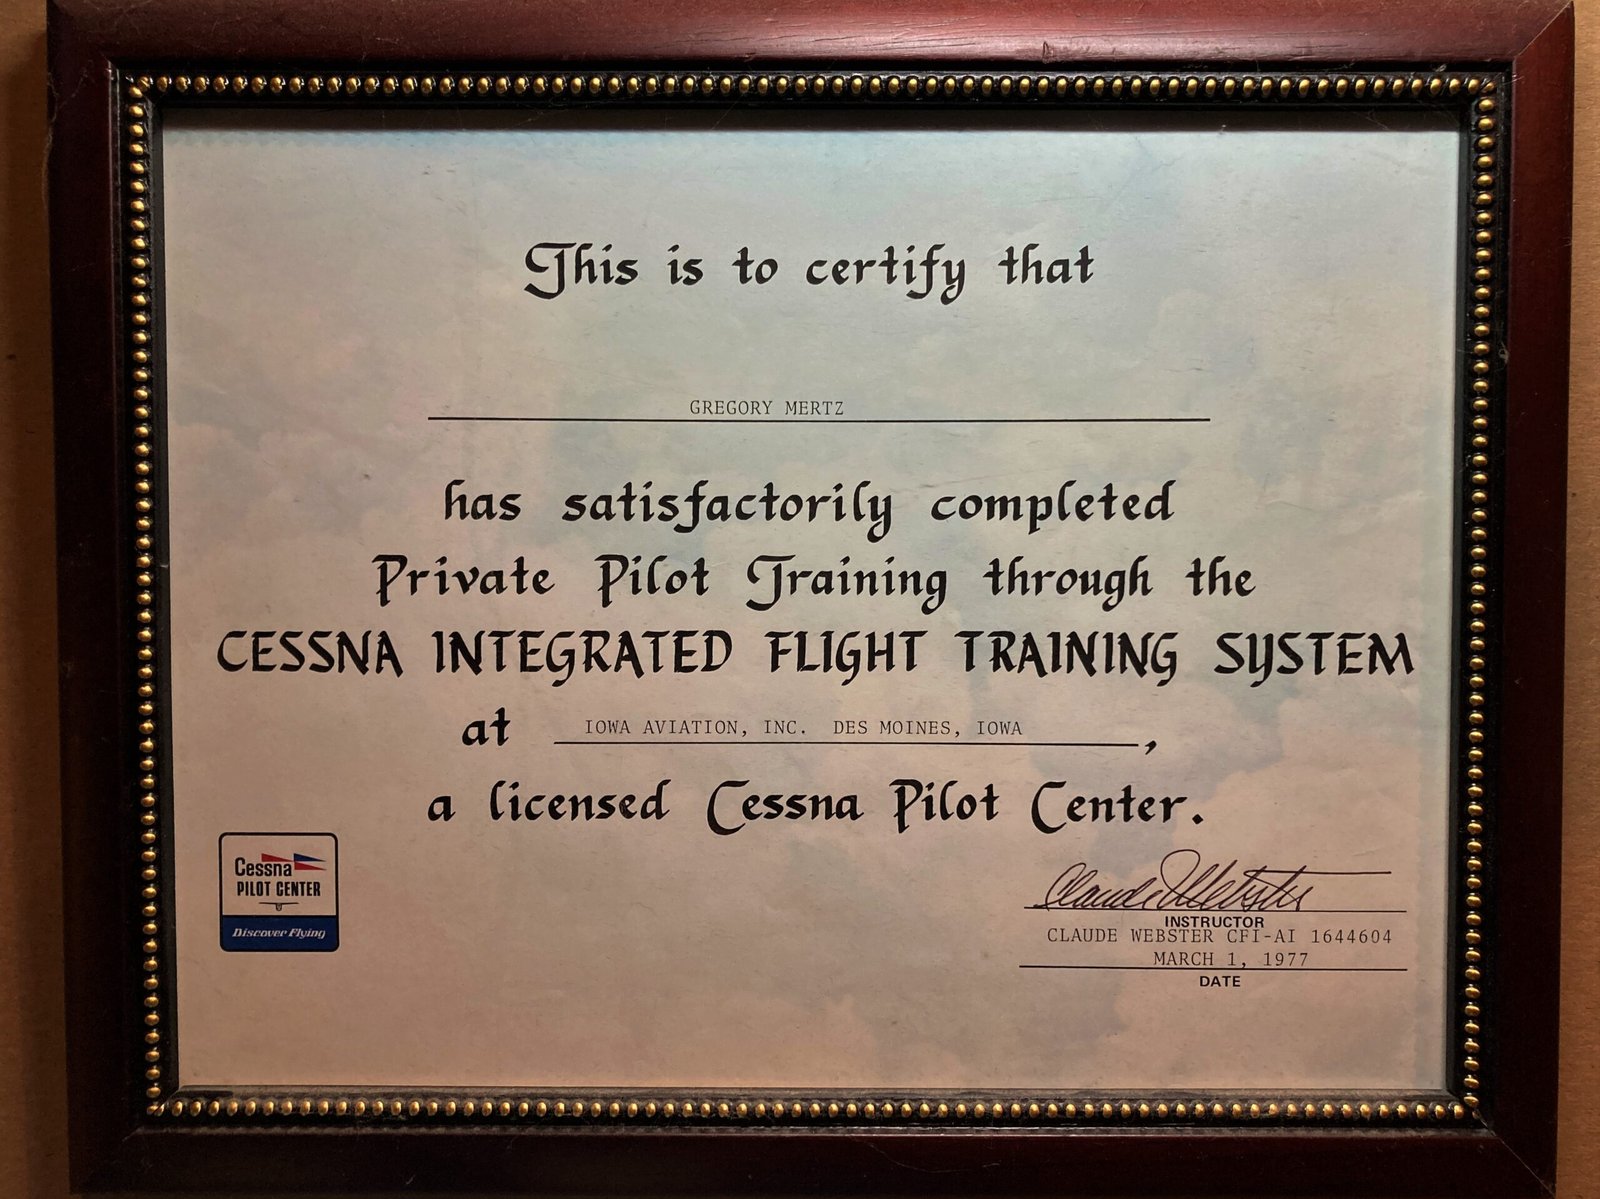 This is to certify that
GREGORY MERTZ
has satisfactorily completed
Private Pilot Training through the
CESSNA INTEGRATED FLIGHT TRAINING SYSTEM
at IOWA AVIATION, INC. DES MOINES, IOWA,
a licensed Cessna Pilot Center.
Cessna
PILOT CENTER
Discover Flying
Claude Webster
INSTRUCTOR
CLAUDE WEBSTER CFI-AI 1644604
MARCH 1, 1977
DATE